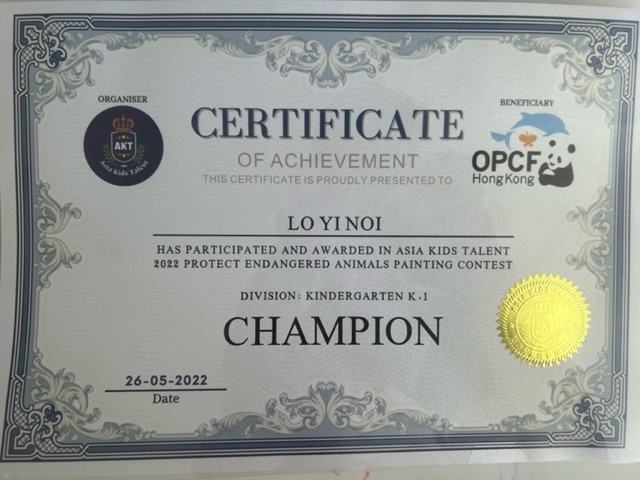 ORGANISER
AKT
Asia Kids Talent
CERTIFICATE
OF ACHIEVEMENT
THIS CERTIFICATE IS PROUDLY PRESENTED TO
BENEFICIARY
OPCF
Hong Kong
LO YI NOI
HAS PARTICIPATED AND AWARDED IN ASIA KIDS TALENT
2022 PROTECT ENDANGERED ANIMALS PAINTING CONTEST
DIVISION: KINDERGARTEN K.1
CHAMPION
26-05-2022
Date